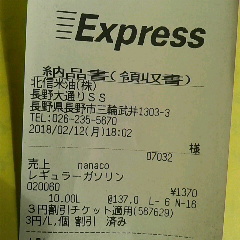 Express
納品書(領収書)
北信米油(株)
長野大通りSS
長野県長野市三輪武井1303-3
TEL:026-235-5670
2018/02/12(月)18:02
様
07032
売上 nanaco
レギュラーガソリン ¥1370
020060
10.00L @137.0 L- 6 N-16
3円割引チケット適用(567629)
3円/L,個 割引 済み